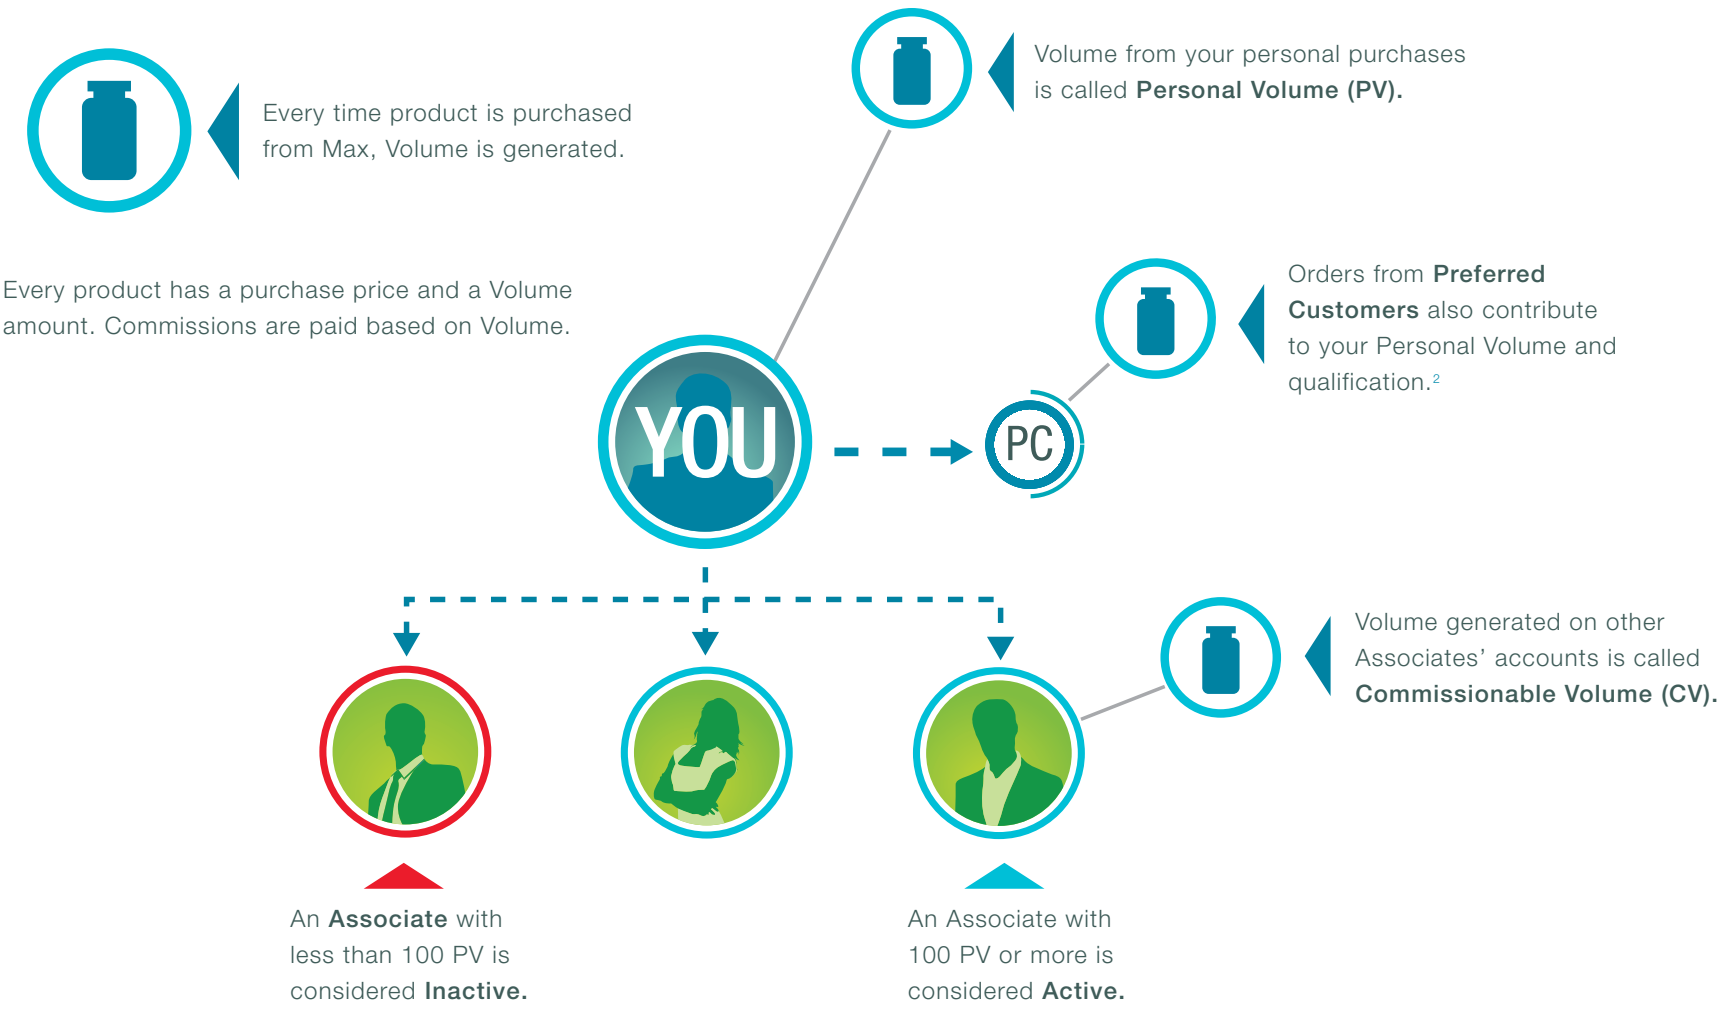 Volume from your personal purchases
is called Personal Volume (PV).
Every time product is purchased
from Max, Volume is generated.
Every product has a purchase price and a Volume
amount. Commissions are paid based on Volume.
Orders from Preferred
Customers also contribute
to your Personal Volume and
qualification.²
YOU
PC
Volume generated on other
Associates’ accounts is called
Commissionable Volume (CV).
An Associate with
less than 100 PV is
considered Inactive.
An Associate with
100 PV or more is
considered Active.